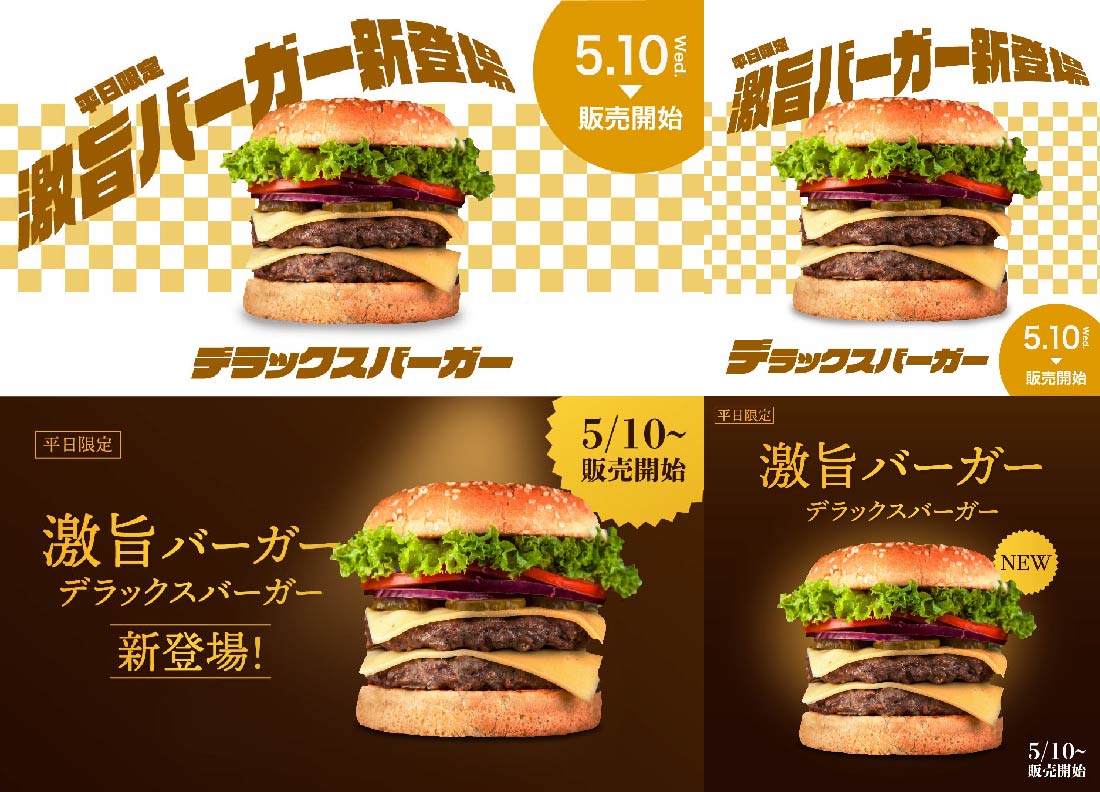 平日限定
激旨バーガー新登場
5.10 Wed.
販売開始
デラックスバーガー
平日限定
激旨バーガー新登場
デラックスバーガー
5.10 Wed.
販売開始
平日限定
激旨バーガー
デラックスバーガー
新登場!
5/10~
販売開始
平日限定
激旨バーガー
デラックスバーガー
NEW
5/10~
販売開始